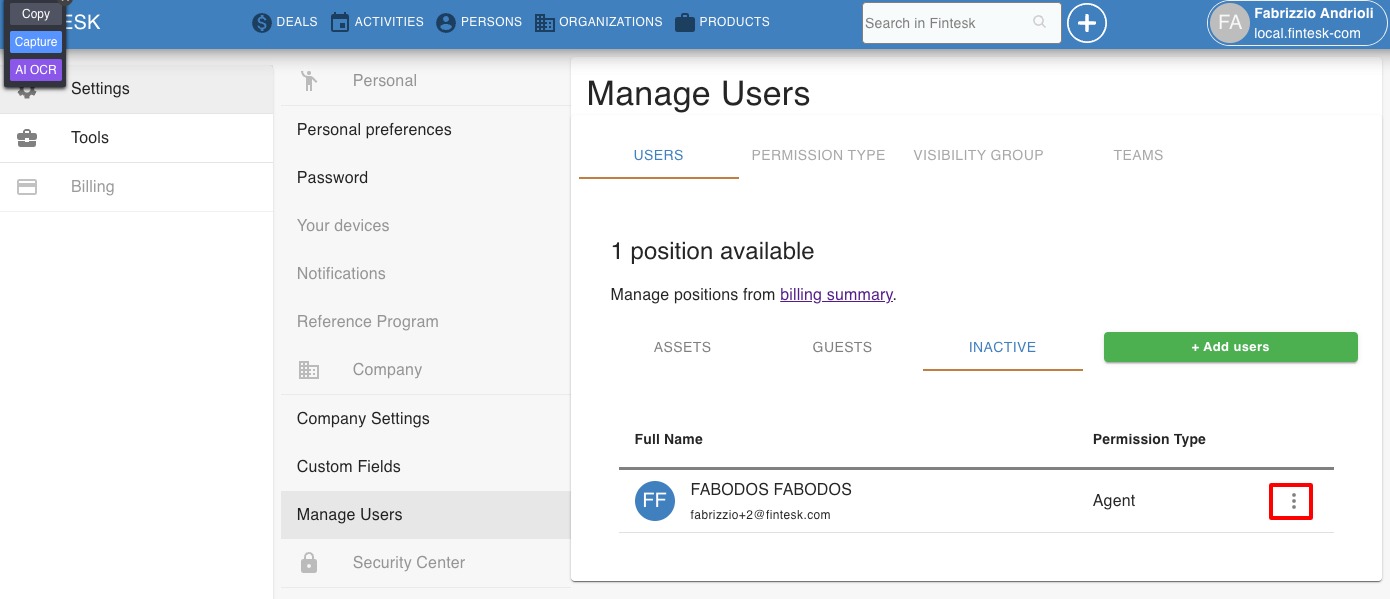 Copy
Capture
AI OCR
ESK
DEALS
ACTIVITIES
PERSONS
ORGANIZATIONS
PRODUCTS
Search in Fintesk
FA
Fabrizzio Andrioli
local.fintesk-com
Settings
Tools
Billing
Personal
Personal preferences
Password
Your devices
Notifications
Reference Program
Company
Company Settings
Custom Fields
Manage Users
Security Center
Manage Users
USERS
PERMISSION TYPE
VISIBILITY GROUP
TEAMS
1 position available
Manage positions from billing summary.
ASSETS
GUESTS
INACTIVE
+ Add users
Full Name
Permission Type
FF
FABODOS FABODOS
fabrizzio+2@fintesk.com
Agent